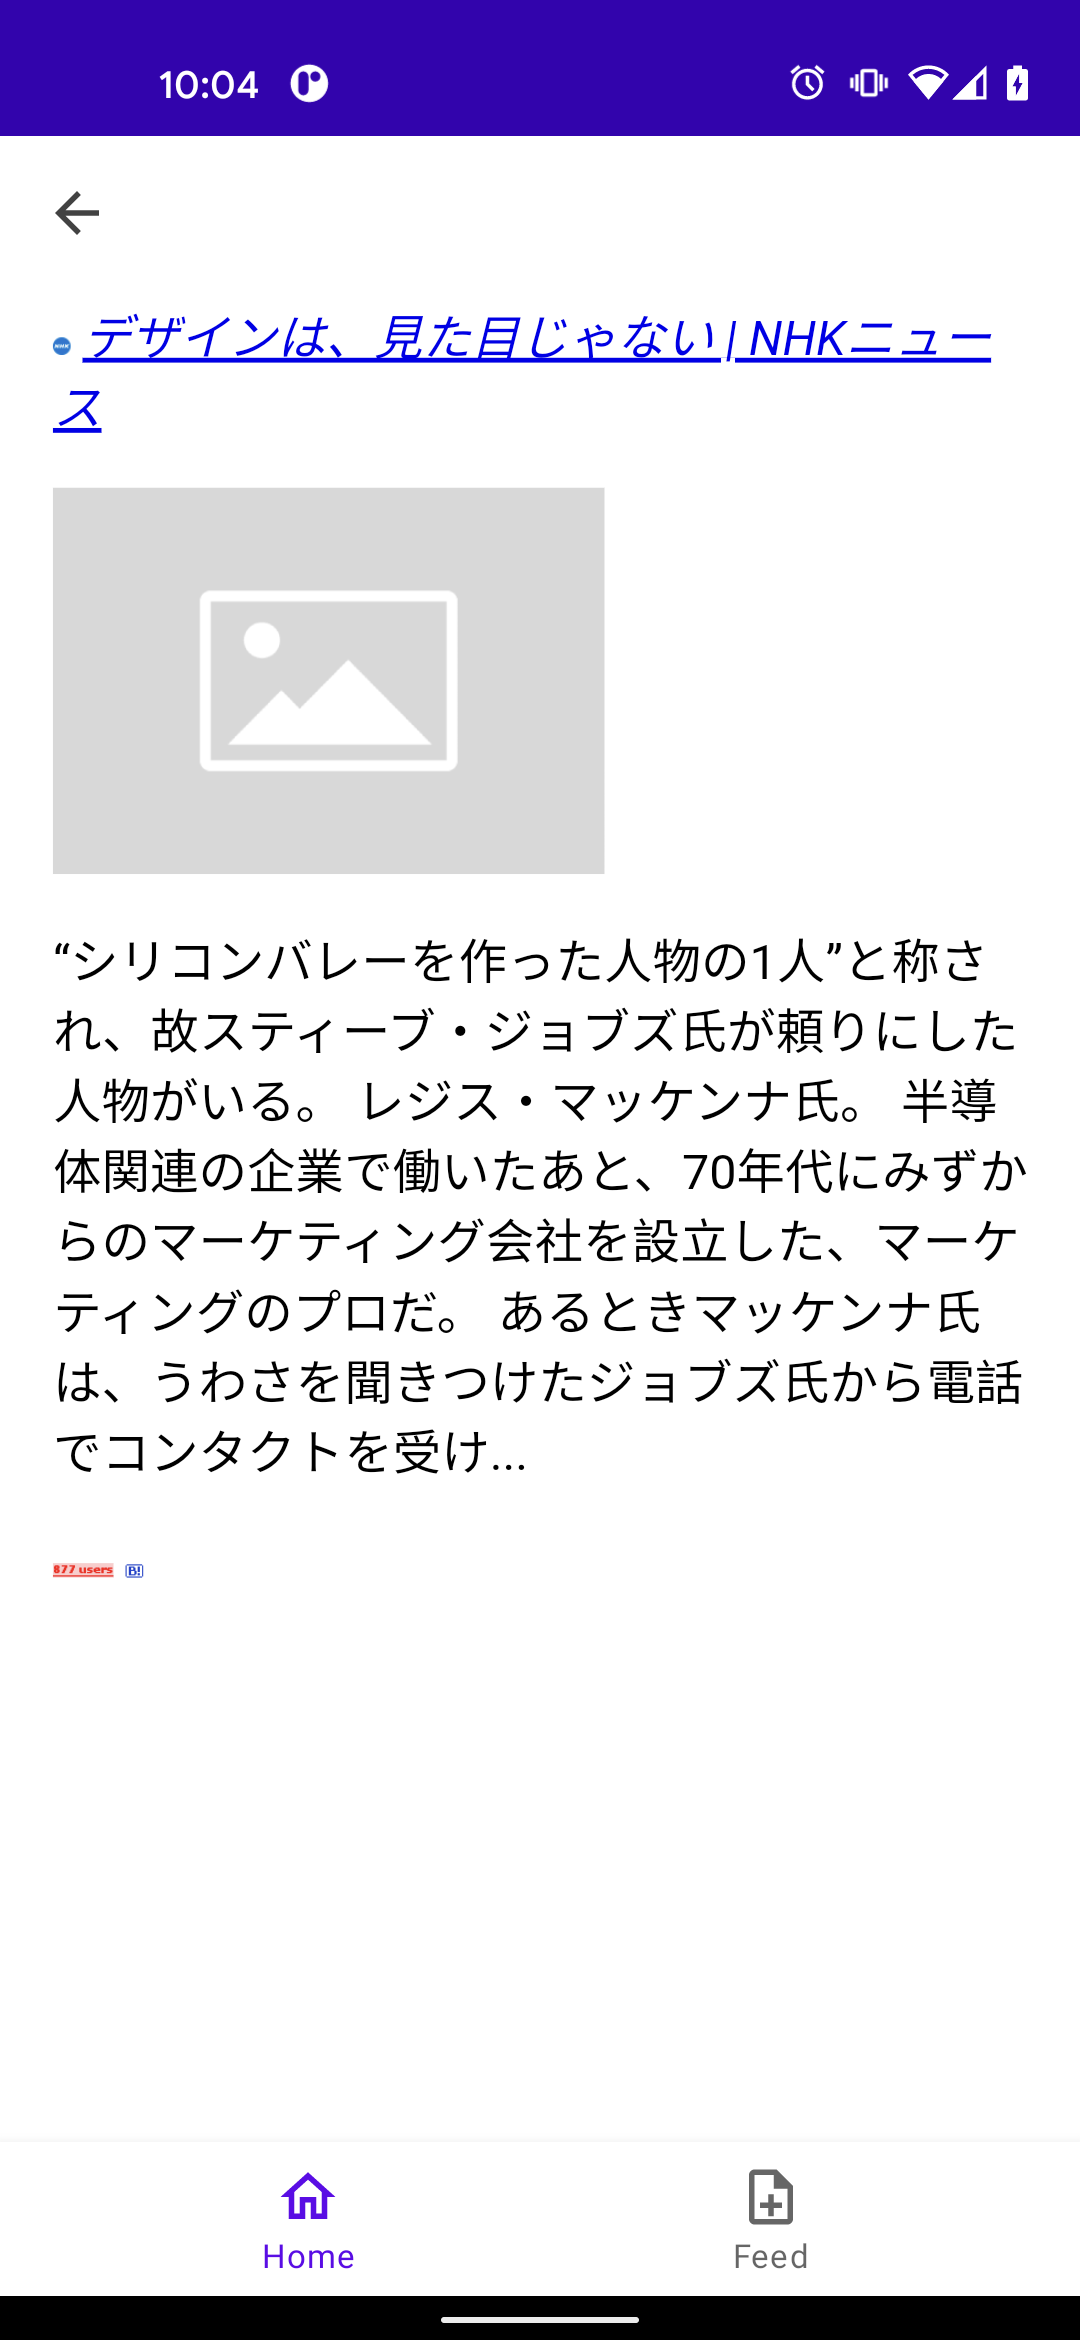 10:04
デザインは、見た目じゃない | NHKニュー
ス
“シリコンバレーを作った人物の1人”と称さ
れ、故スティーブ・ジョブズ氏が頼りにした
人物がいる。 レジス・マッケンナ氏。 半導
体関連の企業で働いたあと、70年代にみずか
らのマーケティング会社を設立した、マーケ
ティングのプロだ。 あるときマッケンナ氏
は、うわさを聞きつけたジョブズ氏から電話
でコンタクトを受け...
877 users B!
Home Feed